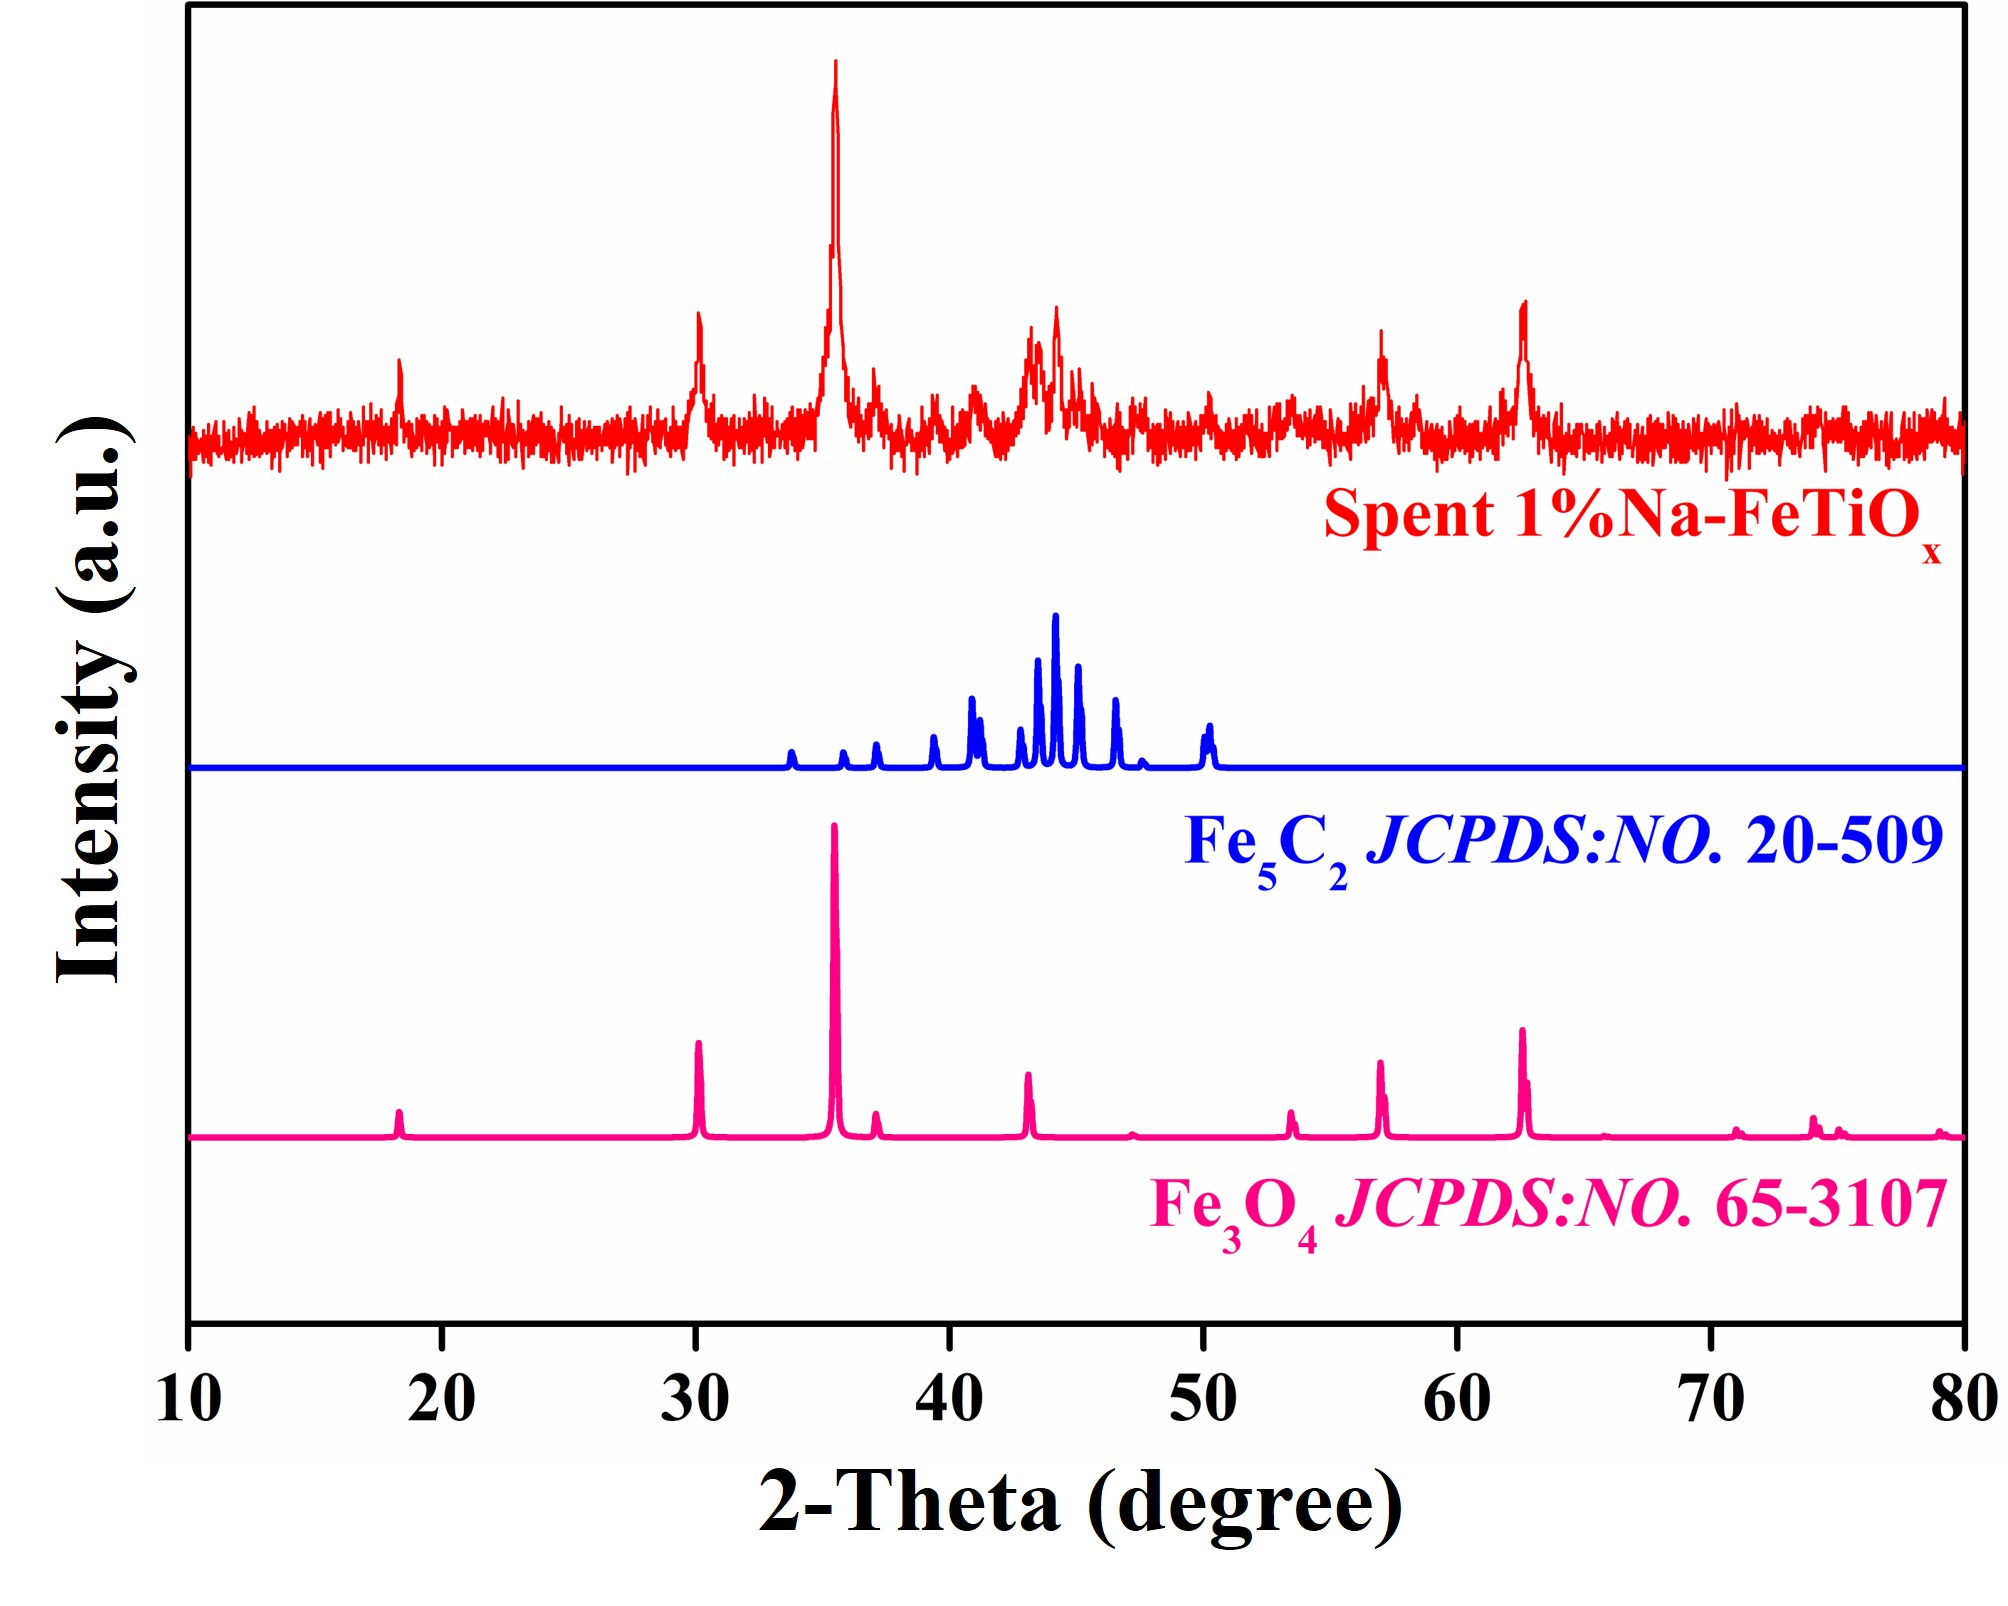 Intensity (a.u.)
Spent 1%Na-FeTiOₓ
Fe₅C₂ JCPDS:NO. 20-509
Fe₃O₄ JCPDS:NO. 65-3107
10 20 30 40 50 60 70 80
2-Theta (degree)